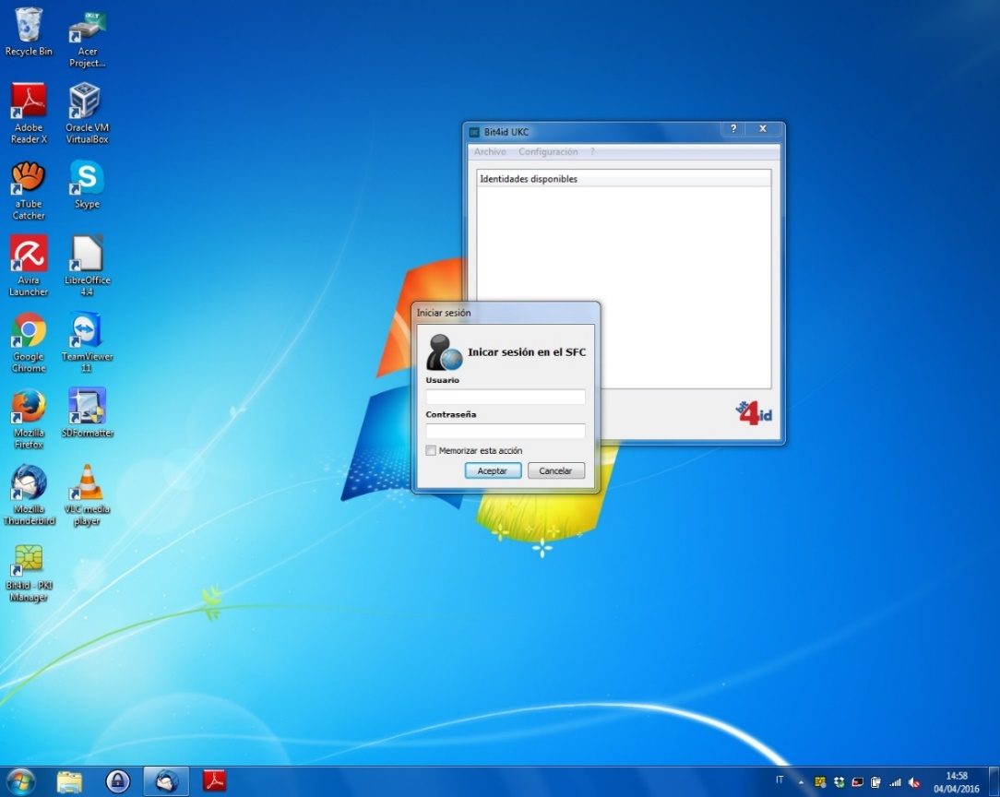 Recycle Bin
Acer
Project...
Adobe
Reader X
Oracle VM
VirtualBox
aTube
Catcher
Skype
Avira
Launcher
LibreOffice
4.4
Google
Chrome
TeamViewer
11
Mozilla
Firefox
SDFormatter
Mozilla
Thunderbird
VLC media
player
Bit4id - PKI
Manager
Bit4id UKC
?
X
Archivo Configuración ?
Identidades disponibles
bit
4id
Iniciar sesión
Inicar sesión en el SFC
Usuario
Contraseña
Memorizar esta acción
Aceptar
Cancelar
IT
14:58
04/04/2016